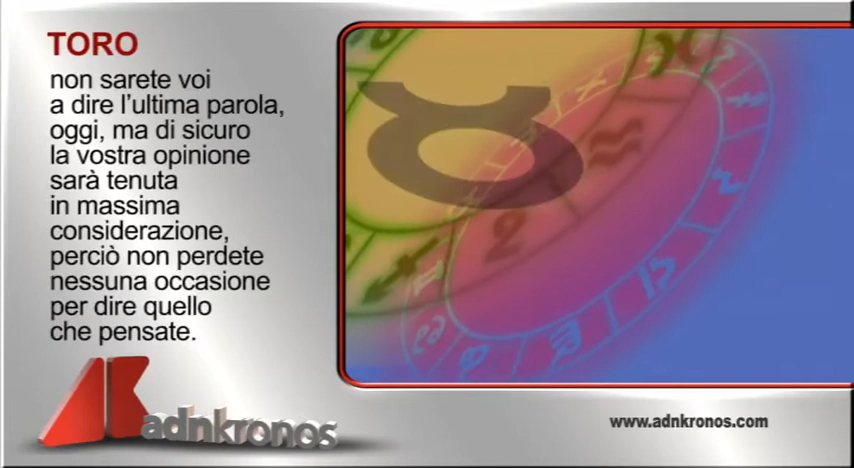 TORO
non sarete voi
a dire l'ultima parola,
oggi, ma di sicuro
la vostra opinione
sarà tenuta
in massima
considerazione,
perciò non perdete
nessuna occasione
per dire quello
che pensate.
adnkronos
www.adnkronos.com